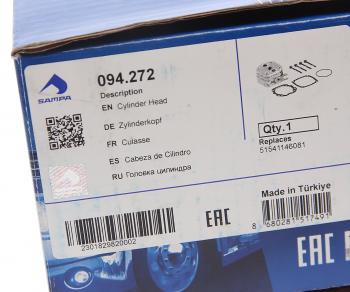 SAMPA
094.272
Description
EN Cylinder Head
DE Zylinderkopf
FR Culasse
ES Cabeza de Cilindro
RU Головка цилиндра
Qty.1
Replaces
51541146081
Made in Türkiye
2301829820002
EAC
8 680281 517491
EAC